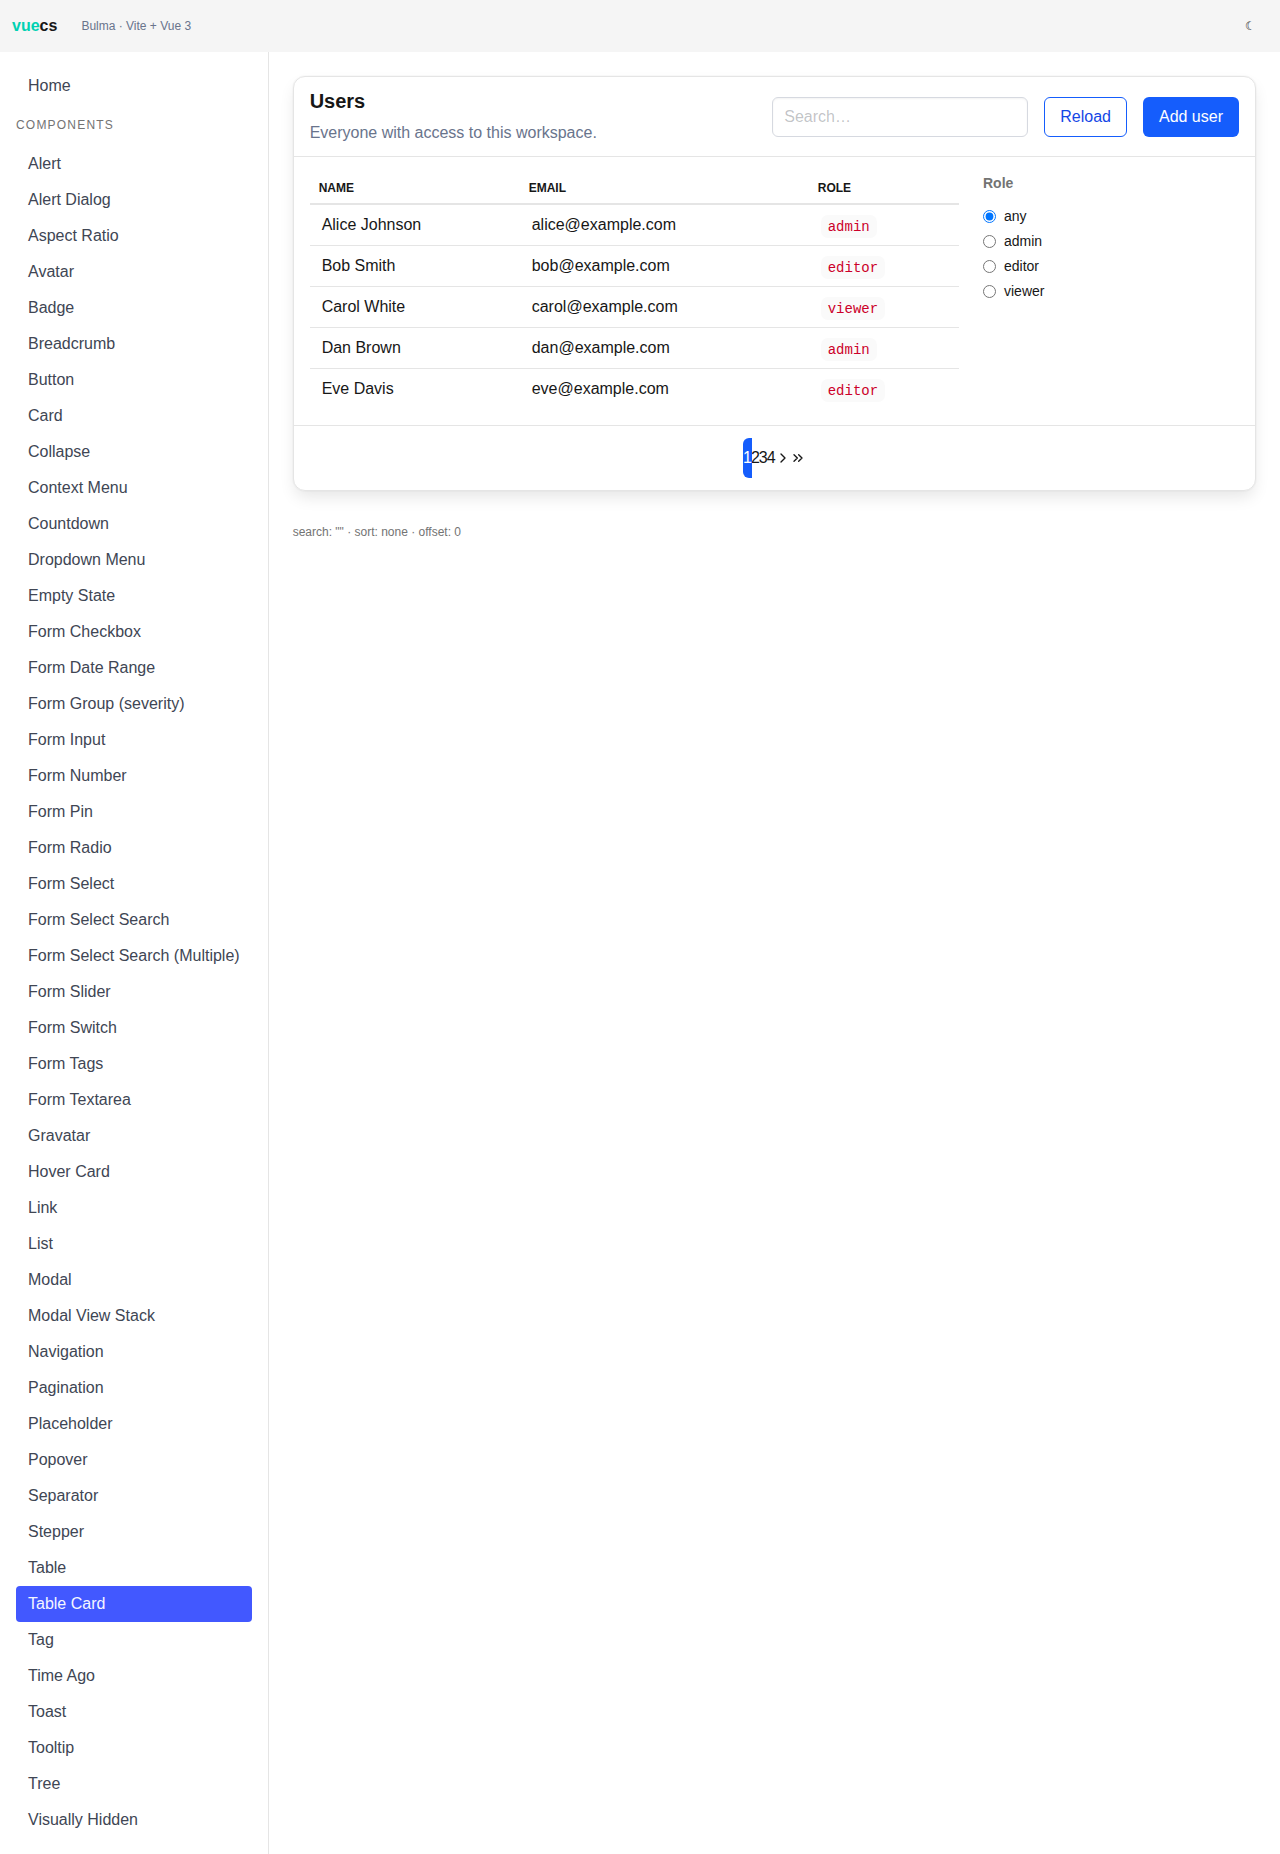 vuecs Bulma · Vite + Vue 3
Home
COMPONENTS
Alert
Alert Dialog
Aspect Ratio
Avatar
Badge
Breadcrumb
Button
Card
Collapse
Context Menu
Countdown
Dropdown Menu
Empty State
Form Checkbox
Form Date Range
Form Group (severity)
Form Input
Form Number
Form Pin
Form Radio
Form Select
Form Select Search
Form Select Search (Multiple)
Form Slider
Form Switch
Form Tags
Form Textarea
Gravatar
Hover Card
Link
List
Modal
Modal View Stack
Navigation
Pagination
Placeholder
Popover
Separator
Stepper
Table
Table Card
Tag
Time Ago
Toast
Tooltip
Tree
Visually Hidden
Users
Everyone with access to this workspace.
Search… Reload Add user
NAME EMAIL ROLE
Alice Johnson alice@example.com admin
Bob Smith bob@example.com editor
Carol White carol@example.com viewer
Dan Brown dan@example.com admin
Eve Davis eve@example.com editor
Role
any
admin
editor
viewer
1234 › »
search: "" · sort: none · offset: 0